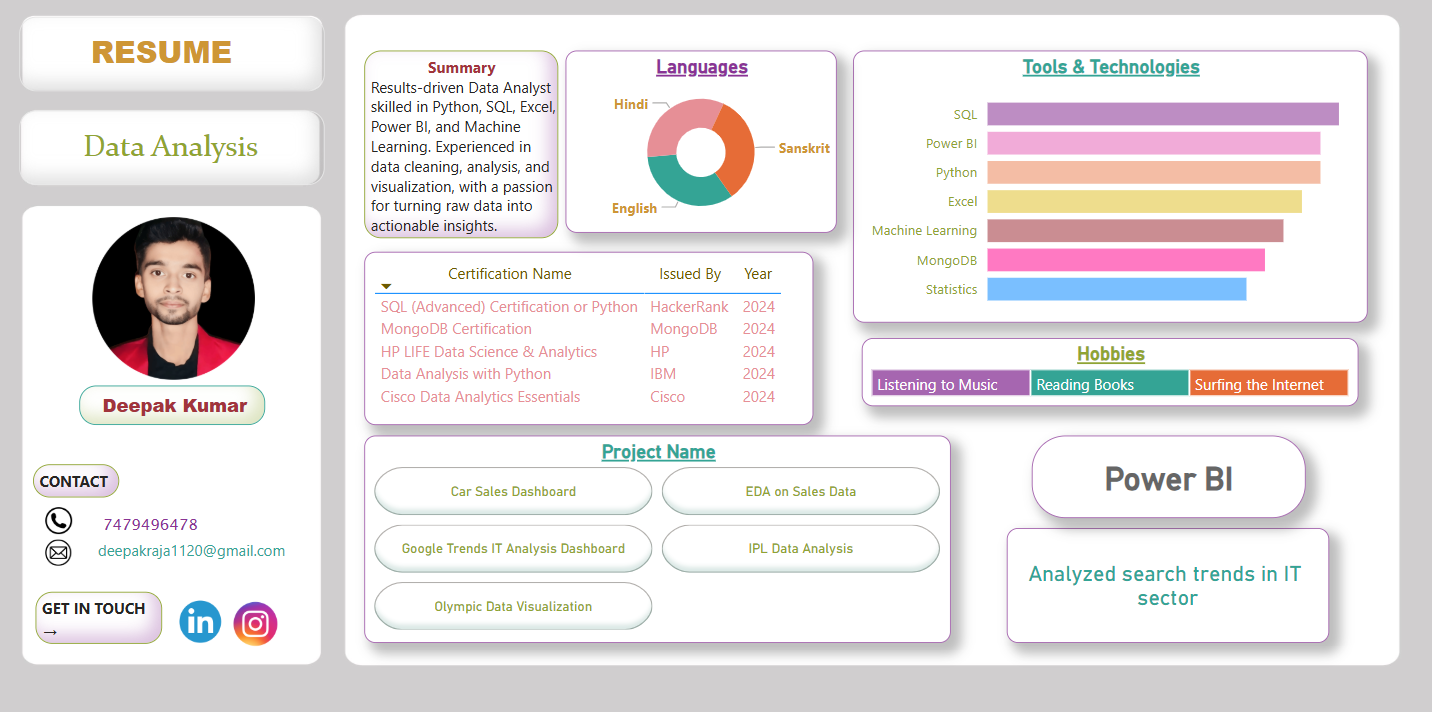 RESUME
Data Analysis
Deepak Kumar
CONTACT
7479496478
deepakraja1120@gmail.com
GET IN TOUCH
→
in
Summary
Results-driven Data Analyst
skilled in Python, SQL, Excel,
Power BI, and Machine
Learning. Experienced in
data cleaning, analysis, and
visualization, with a passion
for turning raw data into
actionable insights.
Languages
Hindi
Sanskrit
English
Tools & Technologies
SQL
Power BI
Python
Excel
Machine Learning
MongoDB
Statistics
Certification Name Issued By Year
SQL (Advanced) Certification or Python HackerRank 2024
MongoDB Certification MongoDB 2024
HP LIFE Data Science & Analytics HP 2024
Data Analysis with Python IBM 2024
Cisco Data Analytics Essentials Cisco 2024
Hobbies
Listening to Music Reading Books Surfing the Internet
Project Name
Car Sales Dashboard EDA on Sales Data
Google Trends IT Analysis Dashboard IPL Data Analysis
Olympic Data Visualization
Power BI
Analyzed search trends in IT
sector